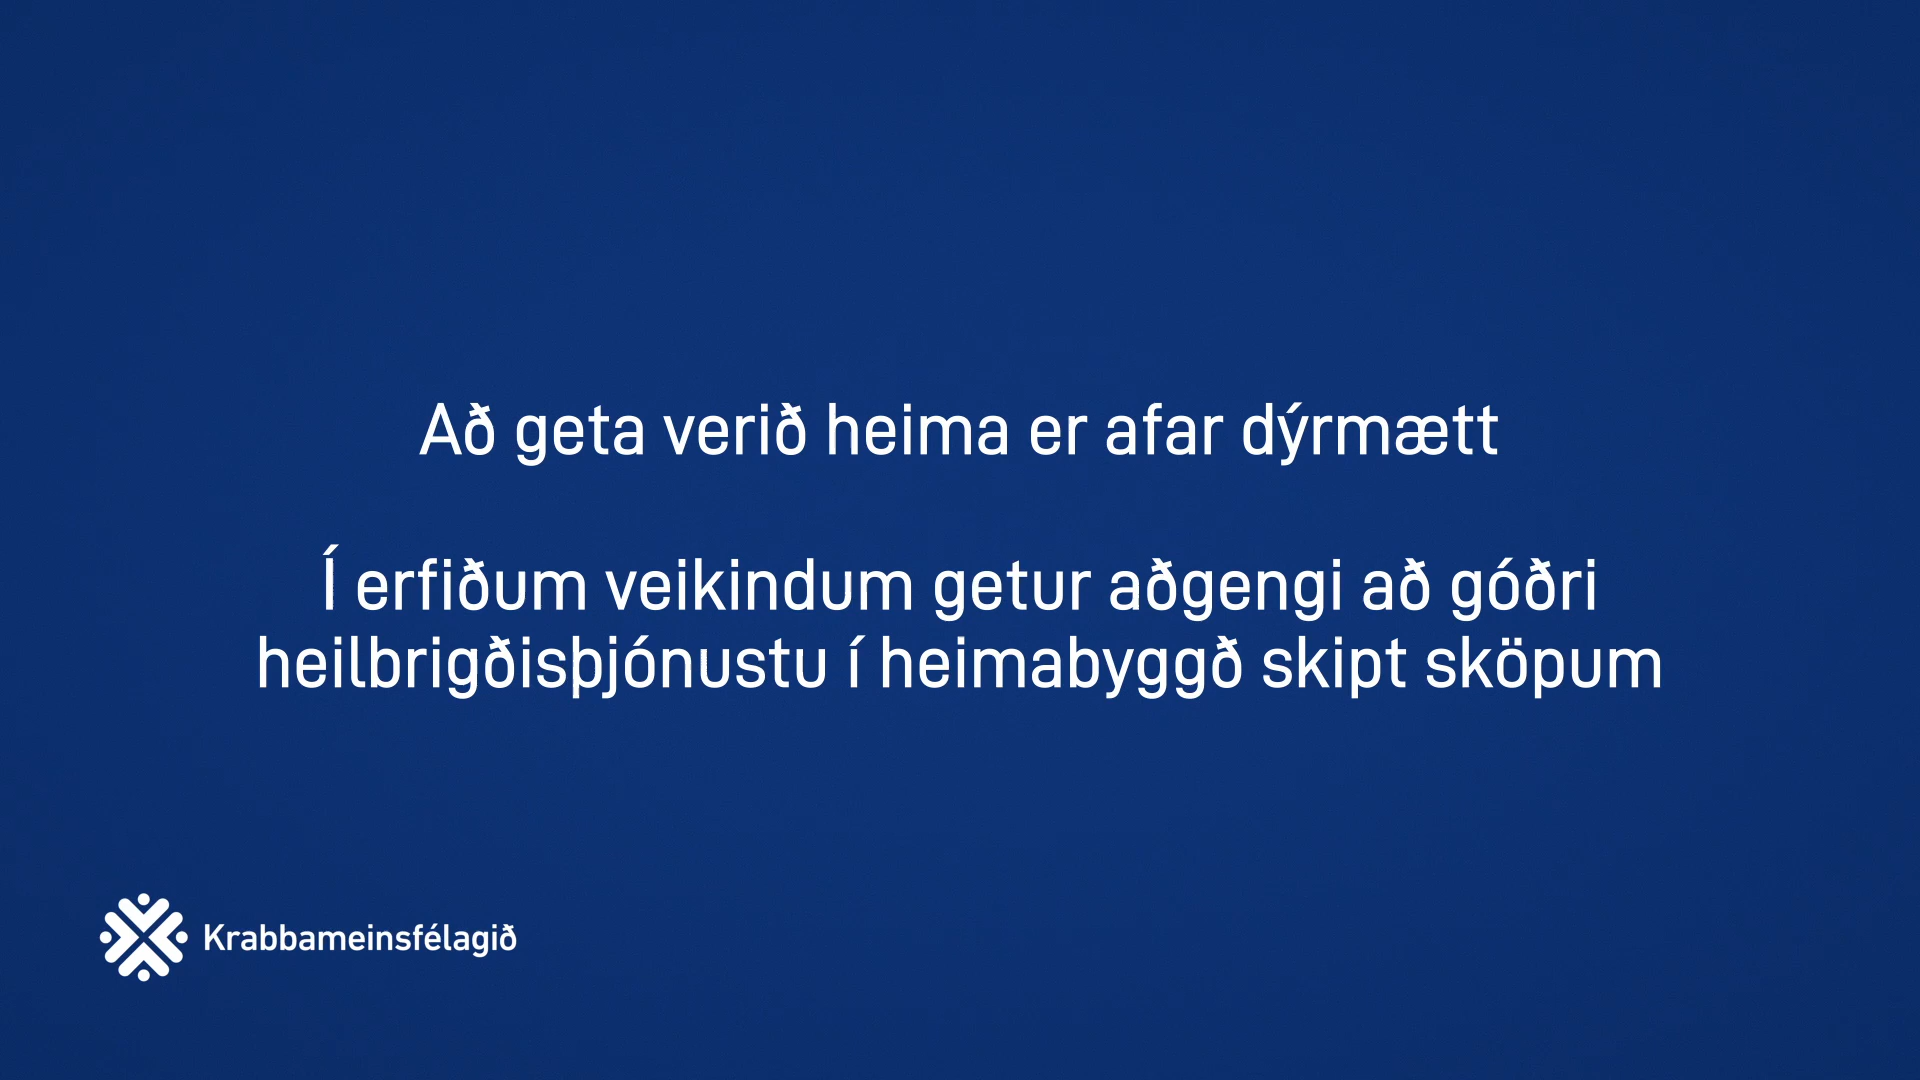 Að geta verið heima er afar dýrmætt
Í erfiðum veikindum getur aðgengi að góðri
heilbrigðisþjónustu í heimabyggð skipt sköpum
Krabbameinsfélagið